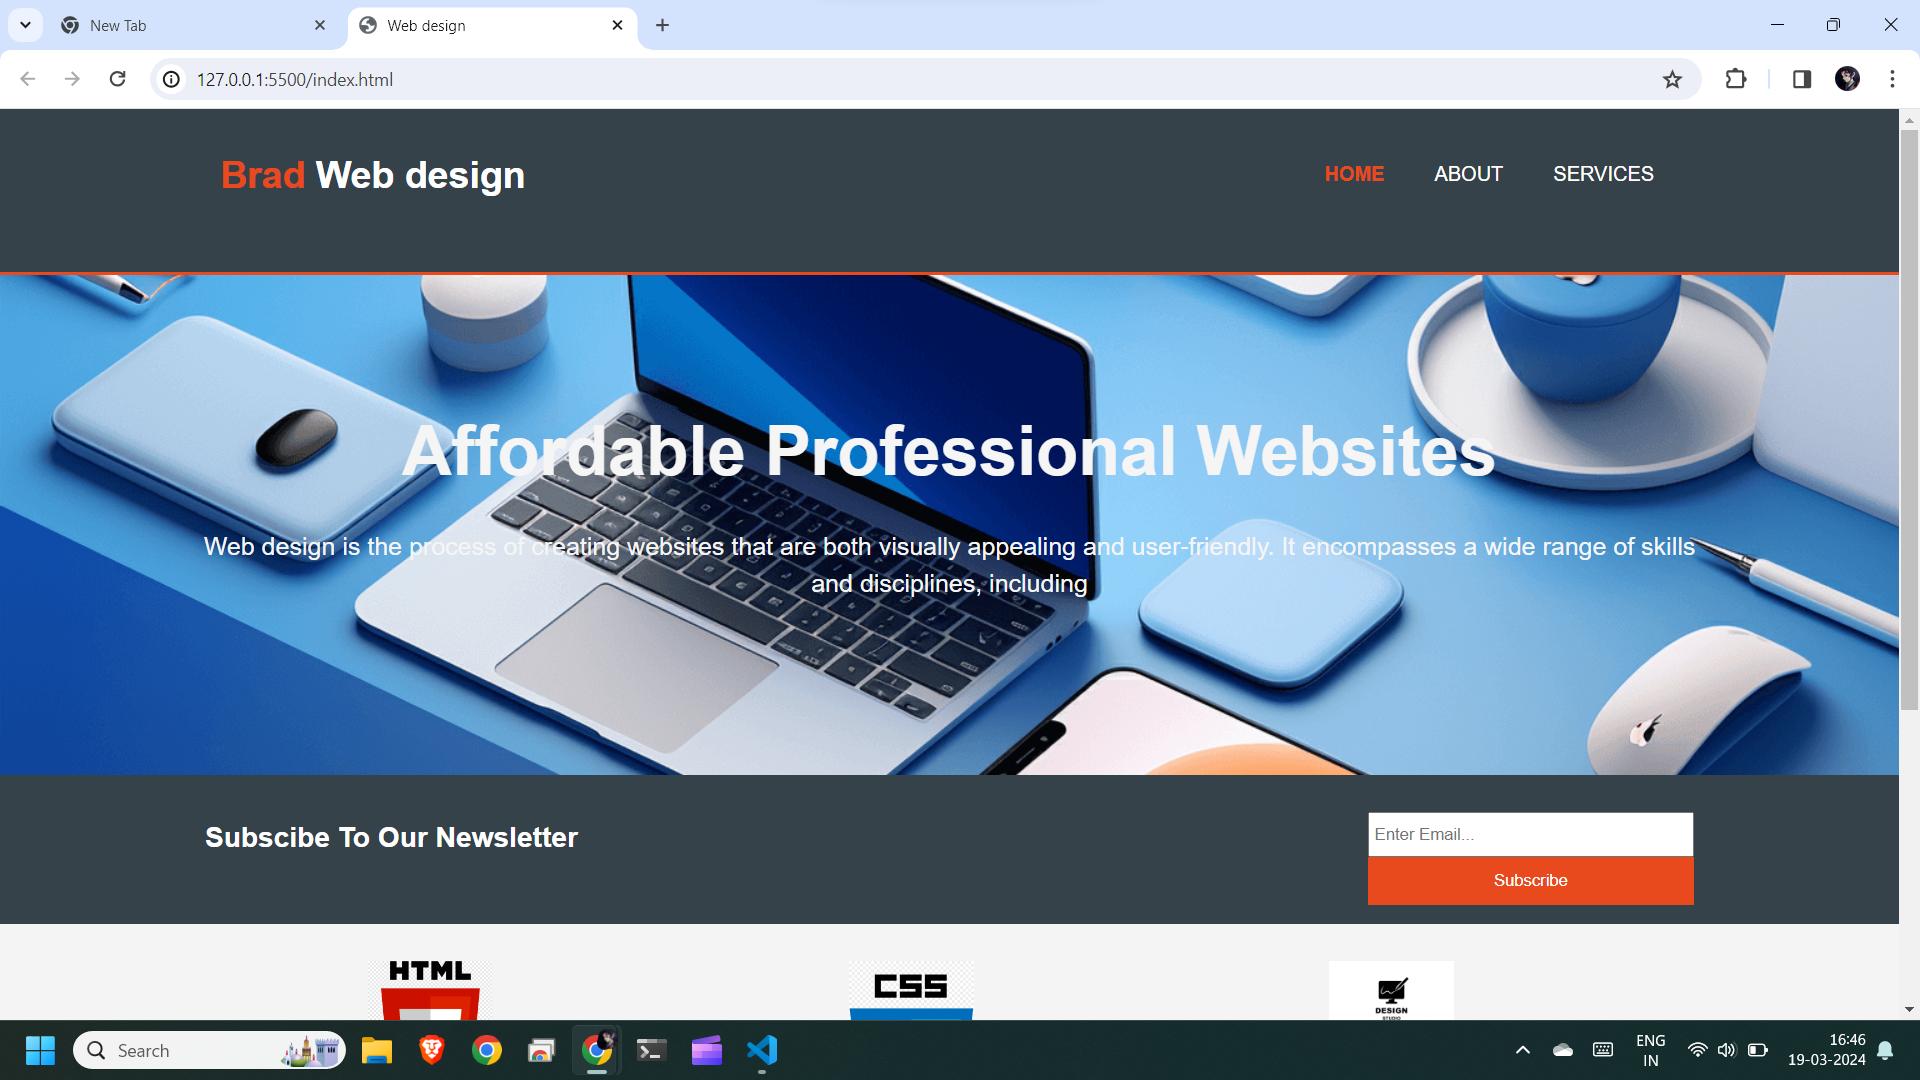 New Tab
Web design
127.0.0.1:5500/index.html
Brad Web design
HOME ABOUT SERVICES
Affordable Professional Websites
Web design is the process of creating websites that are both visually appealing and user-friendly. It encompasses a wide range of skills
and disciplines, including
Subscibe To Our Newsletter
Enter Email...
Subscribe
HTML
CSS
DESIGN
STUDIO
Search
ENG
IN
16:46
19-03-2024